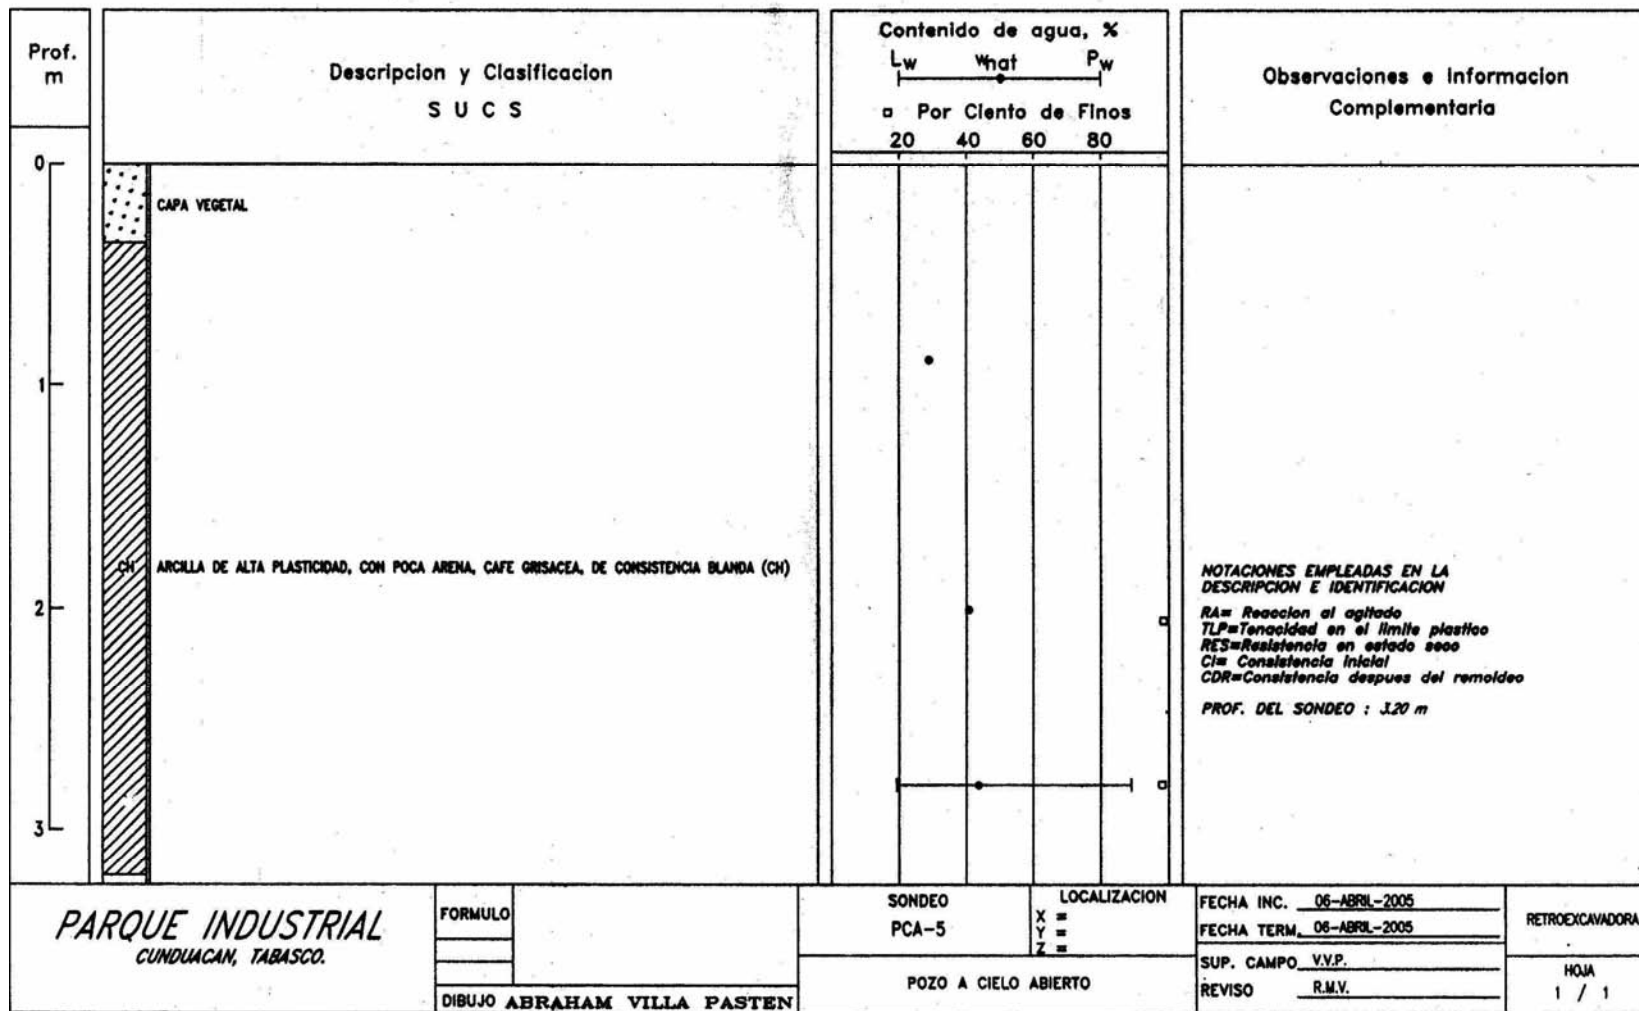 Prof.
m
Descripcion y Clasificacion
S U C S
Contenido de agua, %
Lw Wnat Pw
Por Ciento de Finos
20 40 60 80
Observaciones e Informacion
Complementaria
0
CAPA VEGETAL
1
CH ARCILLA DE ALTA PLASTICIDAD, CON POCA ARENA, CAFE GRISACEA, DE CONSISTENCIA BLANDA (CH)
2
3
NOTACIONES EMPLEADAS EN LA
DESCRIPCION E IDENTIFICACION
RA= Reaccion al agitado
TLP=Tenacidad en el limite plastico
RES=Resistencia en estado seco
CI= Consistencia inicial
CDR=Consistencia despues del remoldeo
PROF. DEL SONDEO : 3.20 m
PARQUE INDUSTRIAL
CUNDUACAN, TABASCO.
FORMULO
DIBUJO ABRAHAM VILLA PASTEN
SONDEO
PCA-5
LOCALIZACION
X =
Y =
Z =
POZO A CIELO ABIERTO
FECHA INC. 06-ABRIL-2005
FECHA TERM. 06-ABRIL-2005
SUP. CAMPO V.V.P.
REVISO R.M.V.
RETROEXCAVADORA
HOJA
1 / 1